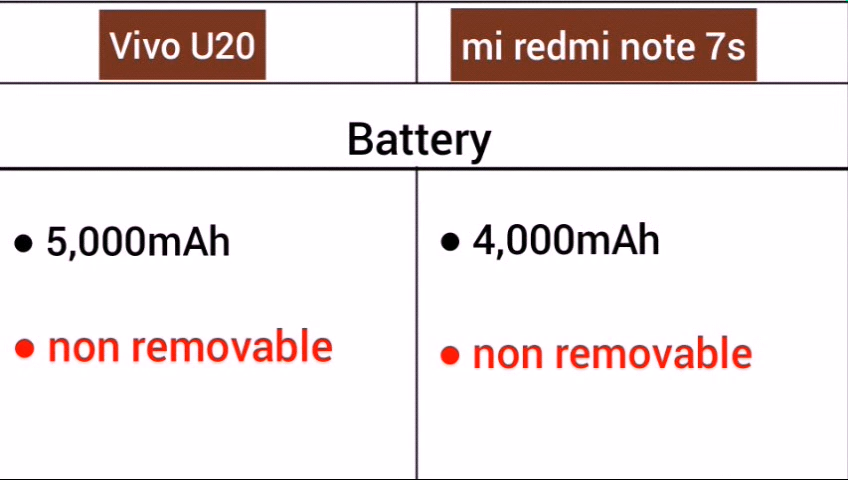 Vivo U20
mi redmi note 7s
Battery
● 5,000mAh
● 4,000mAh
● non removable
● non removable